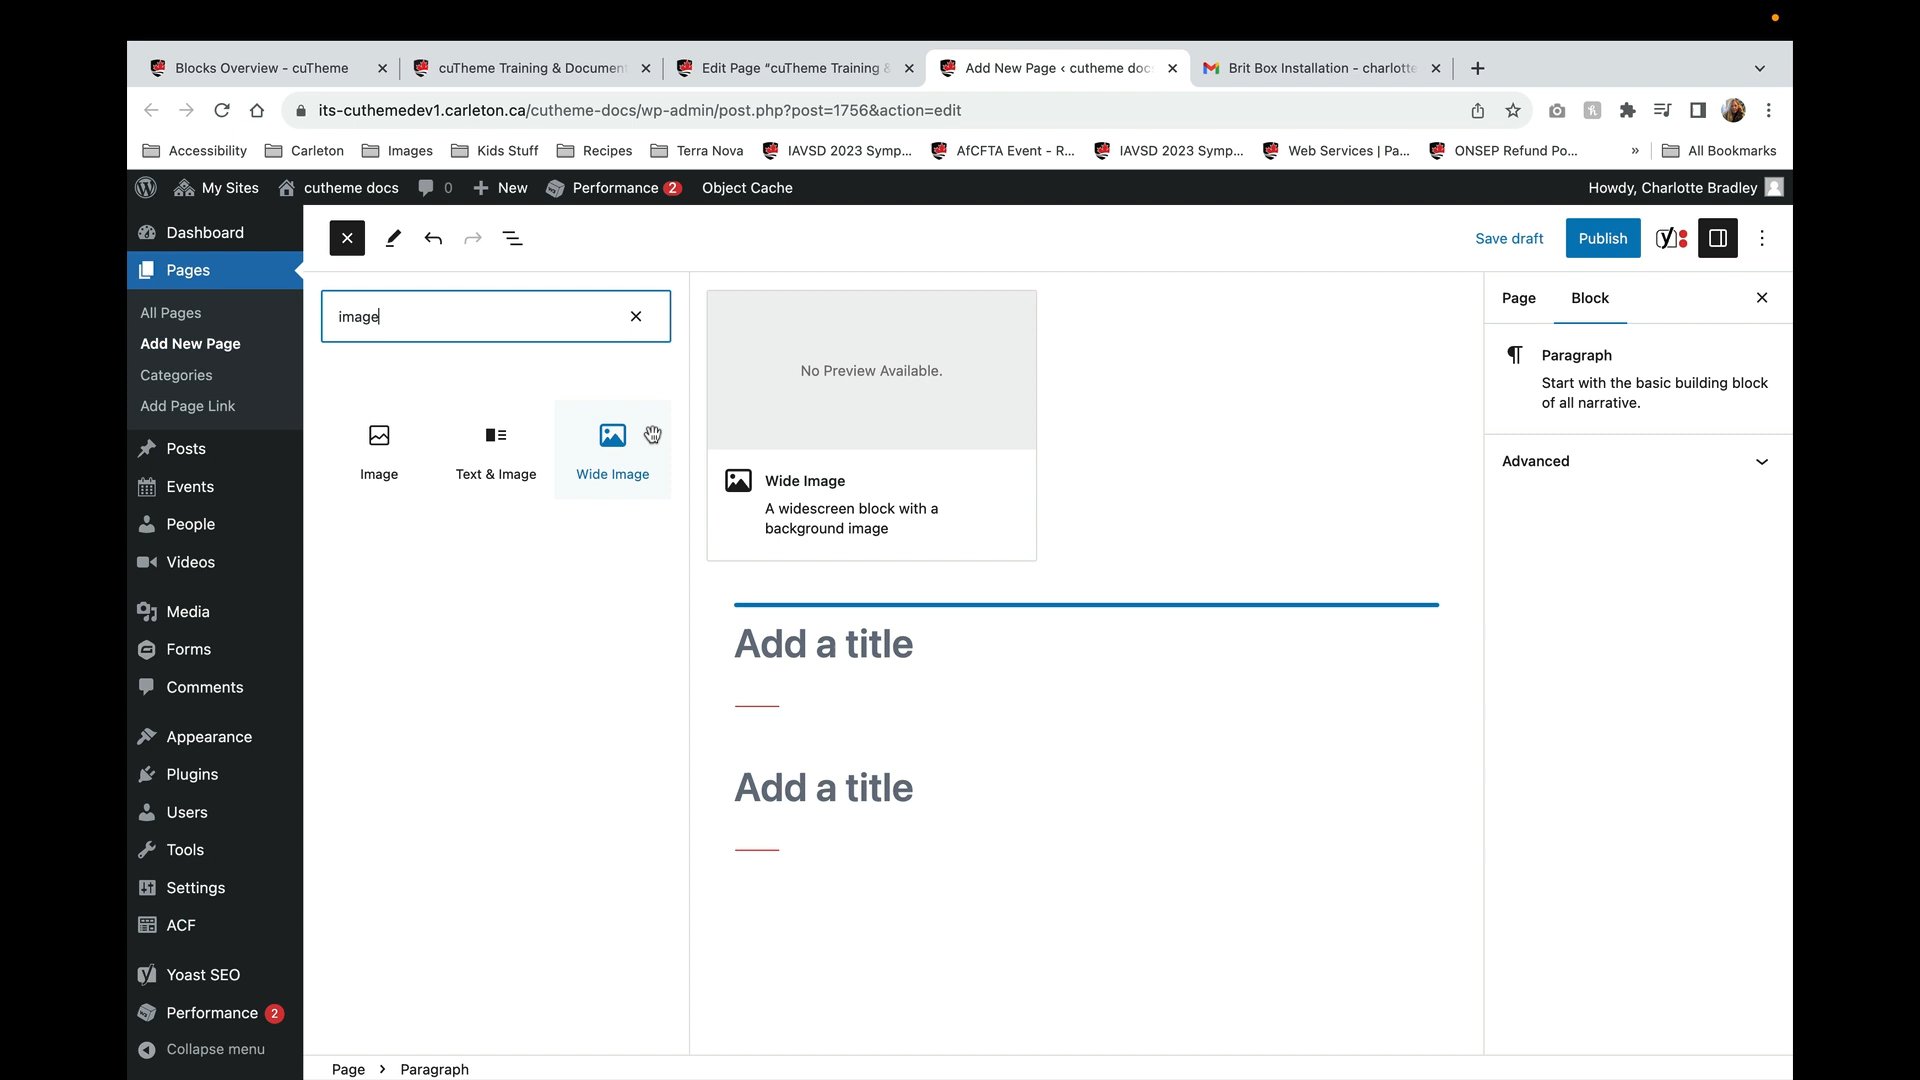 Blocks Overview - cuTheme
cuTheme Training & Documen
Edit Page “cuTheme Training &
Add New Page ‹ cutheme doc
Brit Box Installation - charlotte
its-cuthemedev1.carleton.ca/cutheme-docs/wp-admin/post.php?post=1756&action=edit
Accessibility
Carleton
Images
Kids Stuff
Recipes
Terra Nova
IAVSD 2023 Symp...
AfCFTA Event - R...
IAVSD 2023 Symp...
Web Services | Pa...
ONSEP Refund Po...
»
All Bookmarks
My Sites
cutheme docs
0
New
Performance 2
Object Cache
Howdy, Charlotte Bradley
Dashboard
Pages
All Pages
Add New Page
Categories
Add Page Link
Posts
Events
People
Videos
Media
Forms
Comments
Appearance
Plugins
Users
Tools
Settings
ACF
Yoast SEO
Performance 2
Collapse menu
Save draft
Publish
image
Image
Text & Image
Wide Image
No Preview Available.
Wide Image
A widescreen block with a
background image
Add a title
Add a title
Page
Block
Paragraph
Start with the basic building block
of all narrative.
Advanced
Page › Paragraph